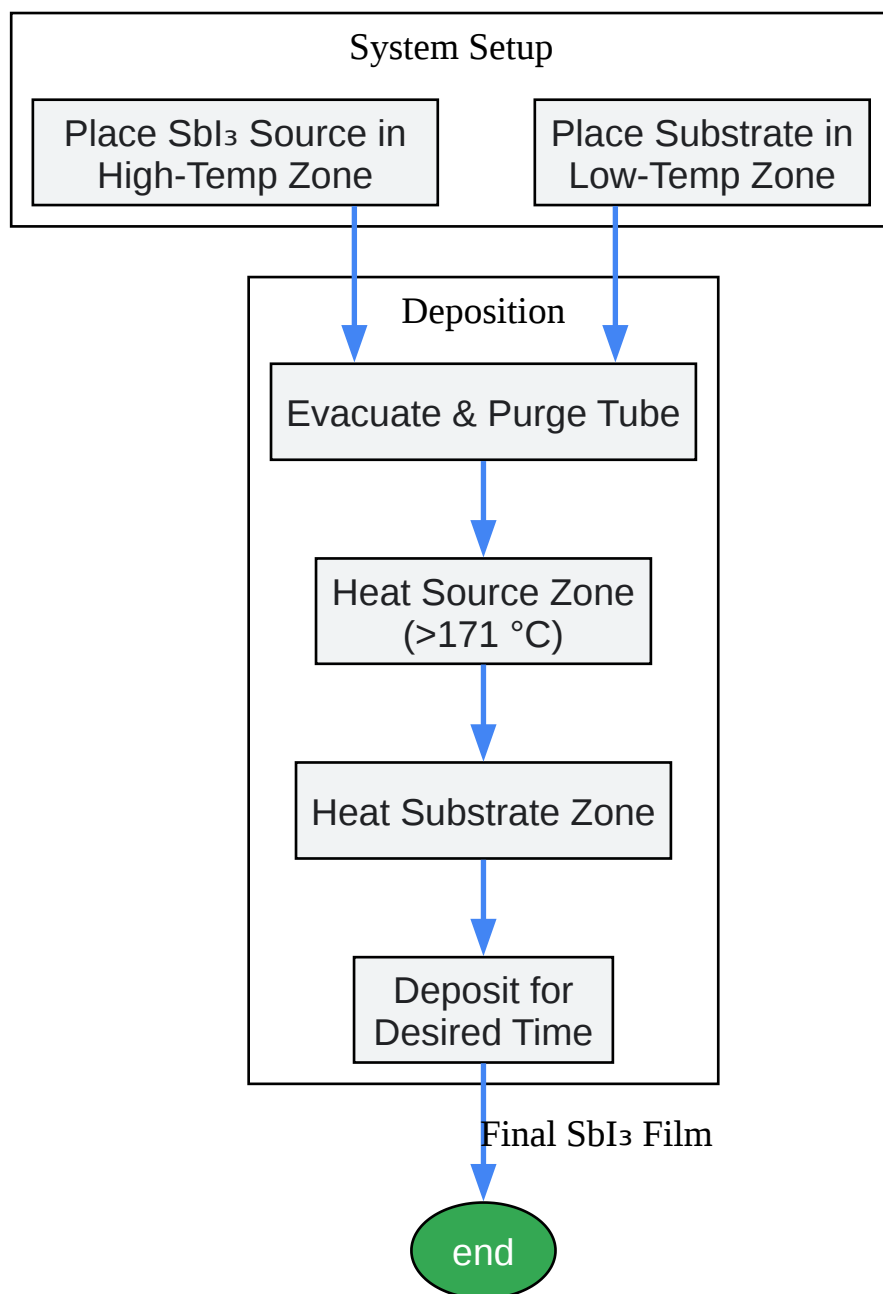 System Setup
Place SbI₃ Source in
High-Temp Zone
Place Substrate in
Low-Temp Zone
Deposition
Evacuate & Purge Tube
Heat Source Zone
(>171 °C)
Heat Substrate Zone
Deposit for
Desired Time
Final SbI₃ Film
end